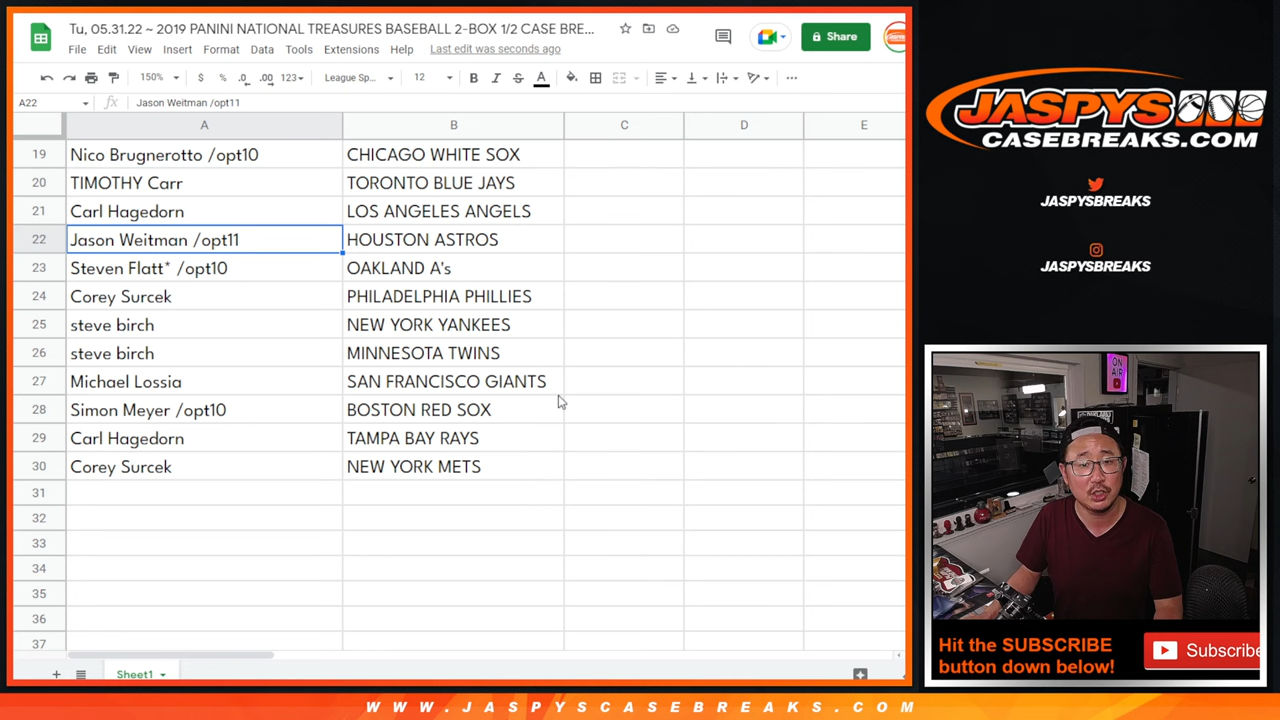 Tu, 05.31.22 ~ 2019 PANINI NATIONAL TREASURES BASEBALL 2-BOX 1/2 CASE BRE...
File Edit View Insert Format Data Tools Extensions Help Last edit was seconds ago
Share
150% $ % .0 .00 123 League Sp... 12 B I S A
A22 fx Jason Weitman /opt11
A B C D E
19 Nico Brugnerotto /opt10 CHICAGO WHITE SOX
20 TIMOTHY Carr TORONTO BLUE JAYS
21 Carl Hagedorn LOS ANGELES ANGELS
22 Jason Weitman /opt11 HOUSTON ASTROS
23 Steven Flatt* /opt10 OAKLAND A's
24 Corey Surcek PHILADELPHIA PHILLIES
25 steve birch NEW YORK YANKEES
26 steve birch MINNESOTA TWINS
27 Michael Lossia SAN FRANCISCO GIANTS
28 Simon Meyer /opt10 BOSTON RED SOX
29 Carl Hagedorn TAMPA BAY RAYS
30 Corey Surcek NEW YORK METS
31
32
33
34
35
36
37
Sheet1
JASPYS
CASEBREAKS.COM
JASPYSBREAKS
JASPYSBREAKS
ON
AIR
Hit the SUBSCRIBE
button down below!
Subscribe
WWW.JASPYSCASEBREAKS.COM